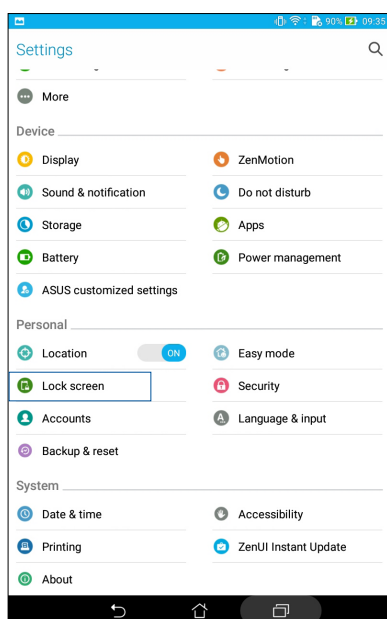 90% 09:35
Settings
More
Device
Display ZenMotion
Sound & notification Do not disturb
Storage Apps
Battery Power management
ASUS customized settings
Personal
Location ON Easy mode
Lock screen Security
Accounts Language & input
Backup & reset
System
Date & time Accessibility
Printing ZenUI Instant Update
About